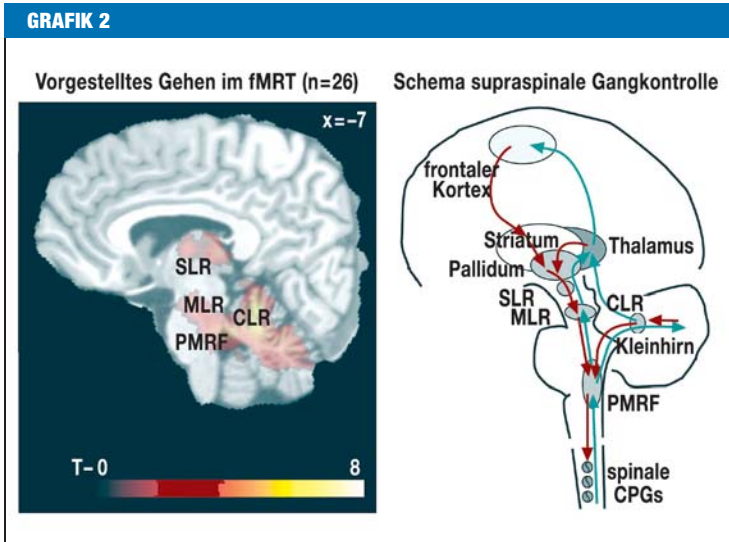 GRAFIK 2
Vorgestelltes Gehen im fMRT (n=26)
x=–7
SLR
MLR
CLR
PMRF
T– 0
8
Schema supraspinale Gangkontrolle
frontaler
Kortex
Striatum
Thalamus
Pallidum
SLR
MLR
CLR
Kleinhirn
PMRF
spinale
CPGs